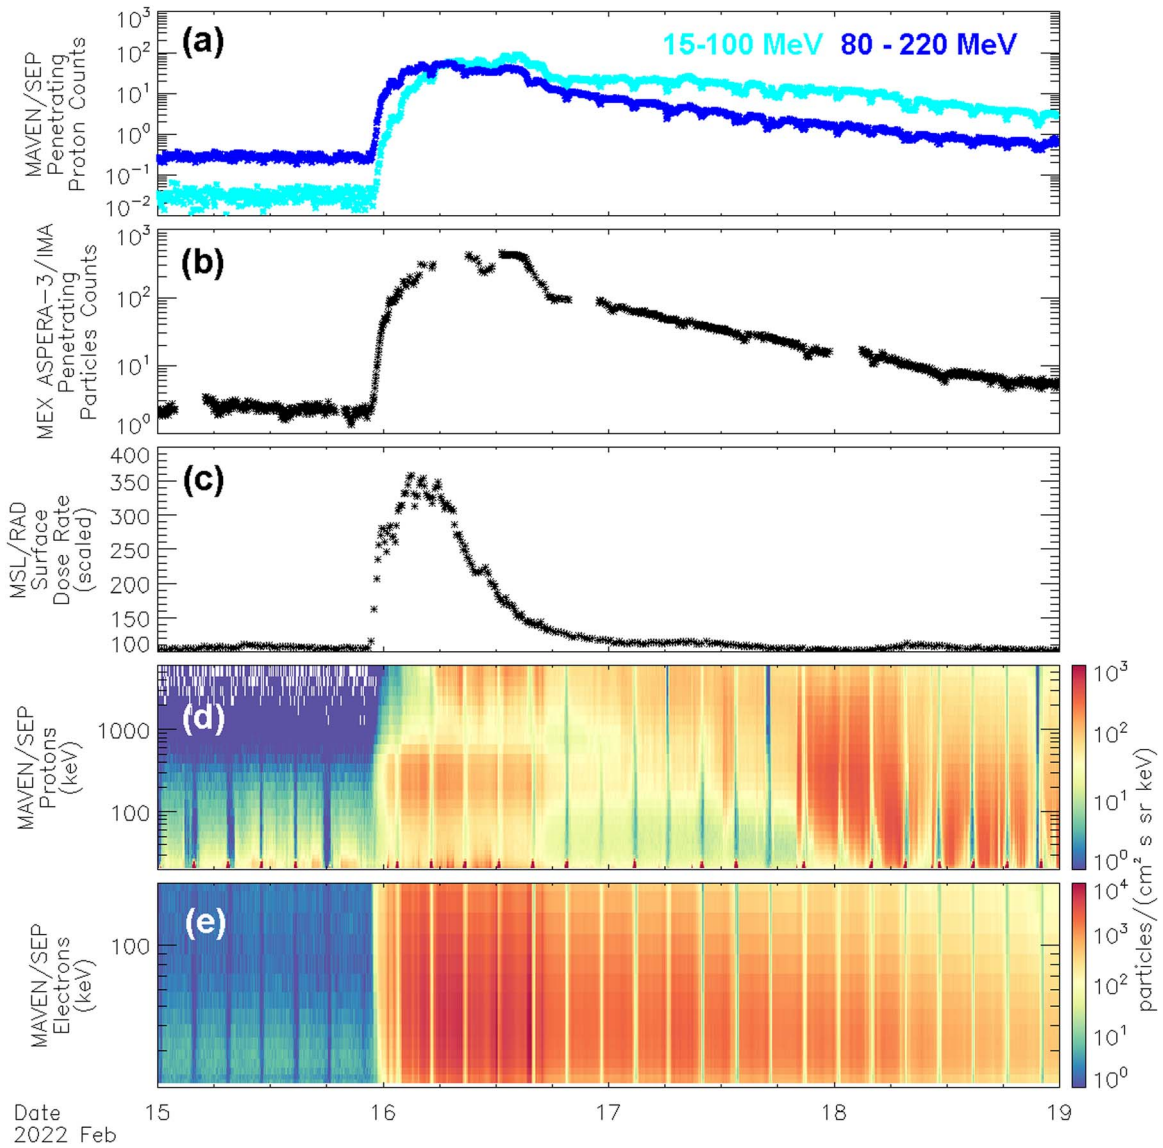 (a)
15-100 MeV 80 - 220 MeV
MAVEN/SEP
Penetrating
Proton Counts
10³
10²
10¹
10⁰
10⁻¹
10⁻²
(b)
MEX ASPERA-3/IMA
Penetrating
Particles Counts
10³
10²
10¹
10⁰
(c)
MSL/RAD
Surface
Dose Rate
(scaled)
400
350
300
250
200
150
100
(d)
MAVEN/SEP
Protons
(keV)
1000
100
10³
10²
10¹
10⁰
(e)
MAVEN/SEP
Electrons
(keV)
100
10⁴
10³
10²
10¹
10⁰
particles/(cm² s sr keV)
15 16 17 18 19
Date
2022 Feb